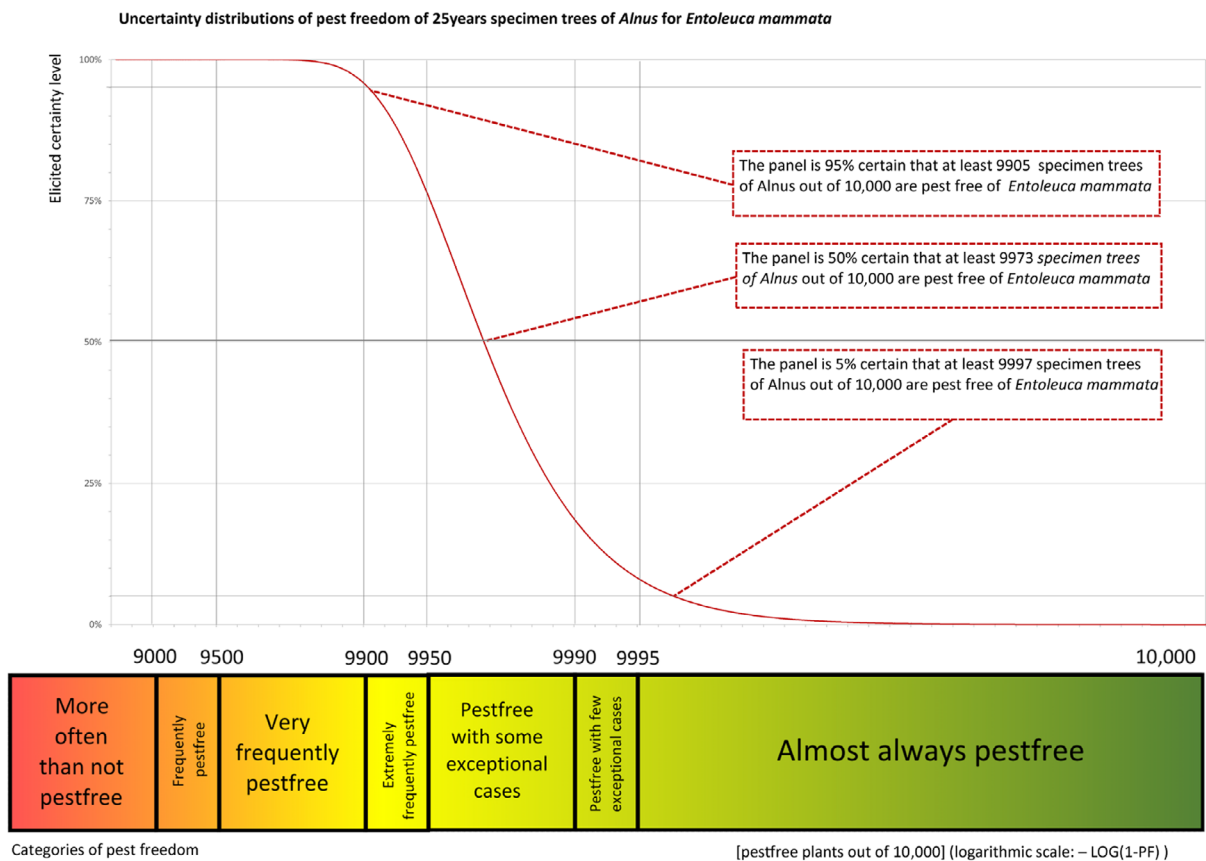 Uncertainty distributions of pest freedom of 25years specimen trees of Alnus for Entoleuca mammata
Elicited certainty level
100%
75%
50%
25%
0%
The panel is 95% certain that at least 9905 specimen trees
of Alnus out of 10,000 are pest free of Entoleuca mammata
The panel is 50% certain that at least 9973 specimen trees
of Alnus out of 10,000 are pest free of Entoleuca mammata
The panel is 5% certain that at least 9997 specimen trees
of Alnus out of 10,000 are pest free of Entoleuca mammata
9000 9500 9900 9950 9990 9995 10,000
More
often
than not
pestfree
Frequently
pestfree
Very
frequently
pestfree
Extremely
frequently pestfree
Pestfree
with some
exceptional
cases
Pestfree with few
exceptional cases
Almost always pestfree
Categories of pest freedom
[pestfree plants out of 10,000] (logarithmic scale: – LOG(1-PF) )